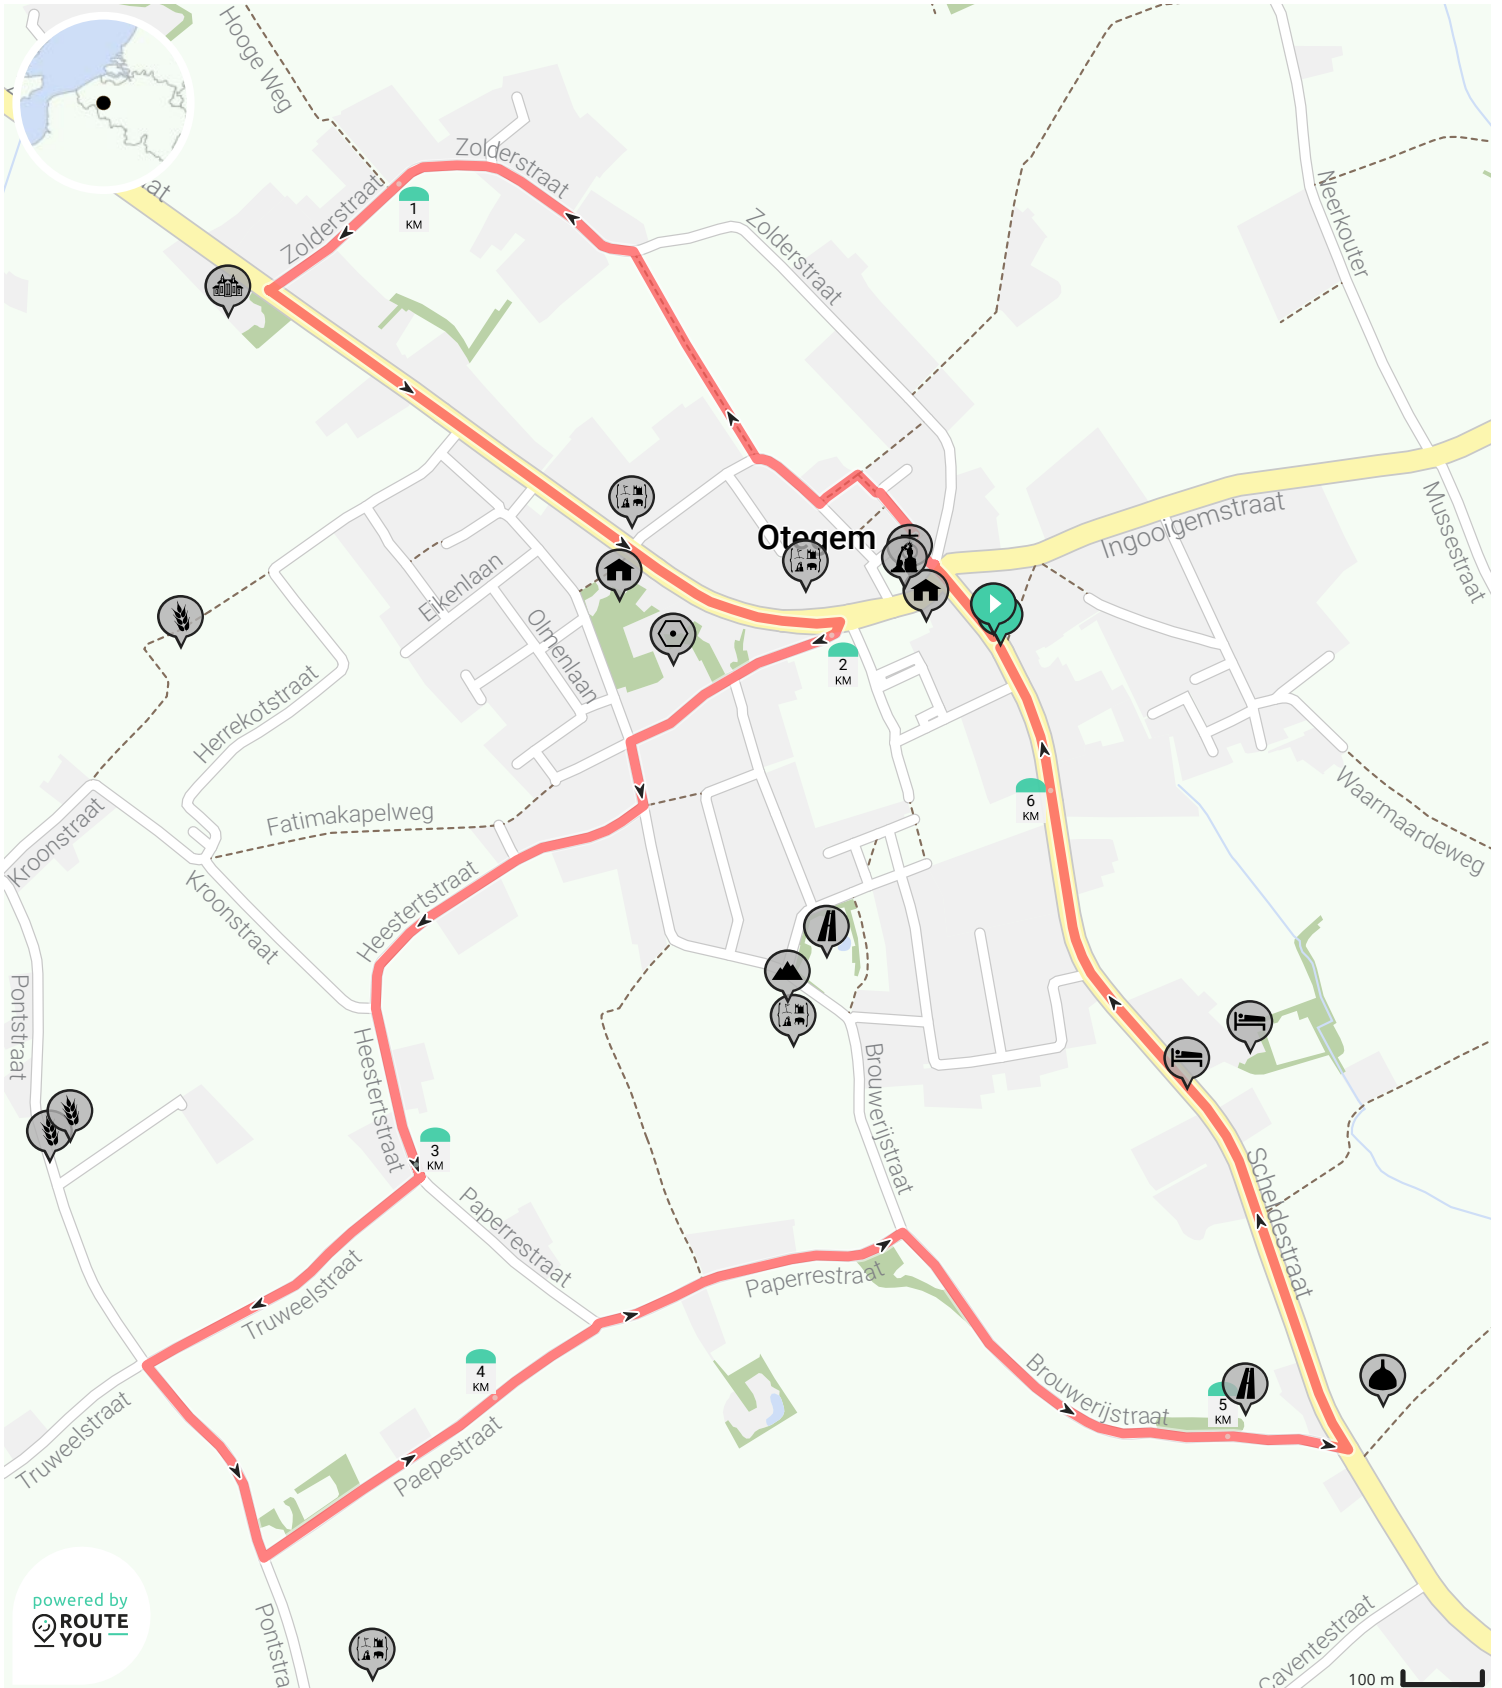 Hooge Weg
Zolderstraat
Zolderstraat
Zolderstraat
1
KM
Neerkouter
Otegem
Ingooigemstraat
Mussestraat
Eikenlaan
Olmenlaan
2
KM
Herrekotstraat
Waarmaardeweg
6
KM
Fatimakapelweg
Kroonstraat
Kroonstraat
Heestertstraat
Pontstraat
Heestertstraat
Brouwerijstraat
3
KM
Paperrestraat
Scheldestraat
Truweelstraat
Paperrestraat
4
KM
Brouwerijstraat
5
KM
Truweelstraat
Paepestraat
powered by
ROUTE
YOU
Pontstra
Caventestraat
100 m